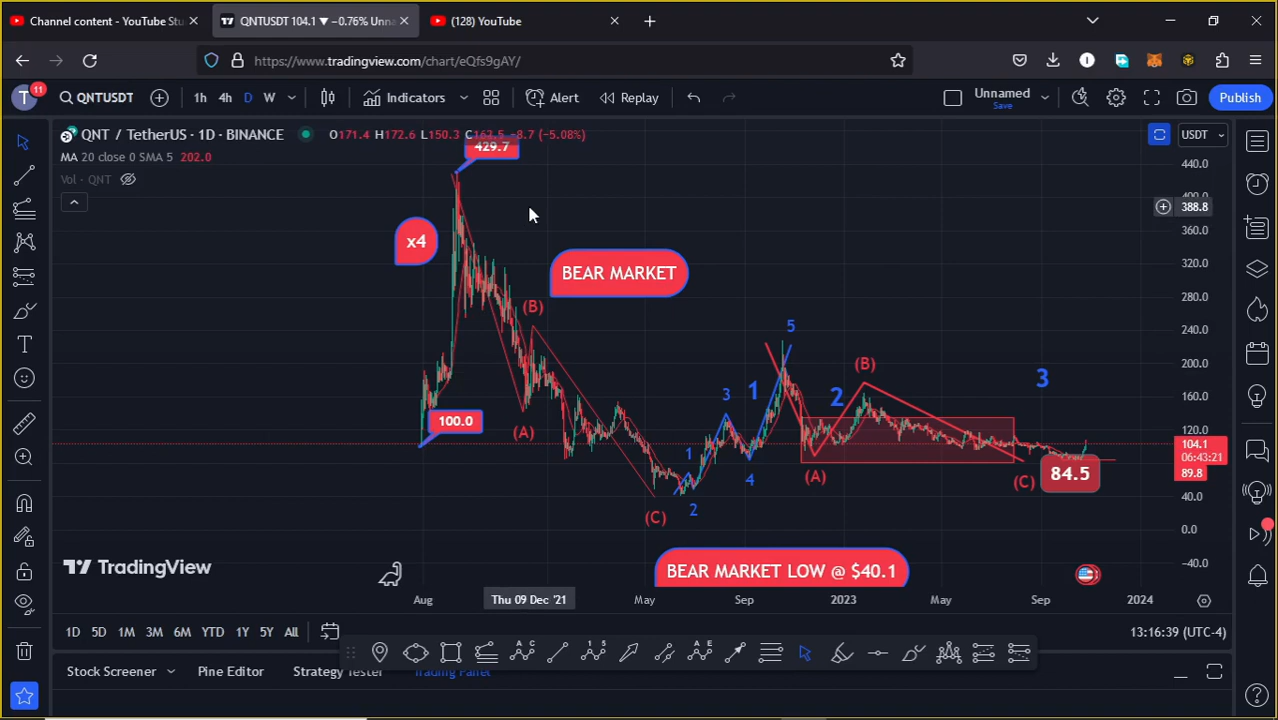 Channel content - YouTube Stu
QNTUSDT 104.1 ▼ −0.76% Unna
(128) YouTube
https://www.tradingview.com/chart/eQfs9gAY/
T 11
QNTUSDT
1h 4h D W
Indicators
Alert
Replay
Unnamed
Save
Publish
QNT / TetherUS · 1D · BINANCE
O171.4 H172.6 L150.3 C162.5 −8.7 (−5.08%)
USDT
MA 20 close 0 SMA 5 202.0
Vol · QNT
429.7
440.0
400.0
388.8
x4
360.0
BEAR MARKET
320.0
280.0
(B)
5
240.0
200.0
(B)
3
1
2
3
160.0
100.0
(A)
120.0
104.1
06:43:21
1
4
(A)
(C)
84.5
89.8
2
(C)
40.0
0.0
BEAR MARKET LOW @ $40.1
−40.0
TradingView
Aug
Thu 09 Dec '21
May
Sep
2023
May
Sep
2024
1D 5D 1M 3M 6M YTD 1Y 5Y All
13:16:39 (UTC-4)
Stock Screener
Pine Editor
Strategy Tester
Trading Panel